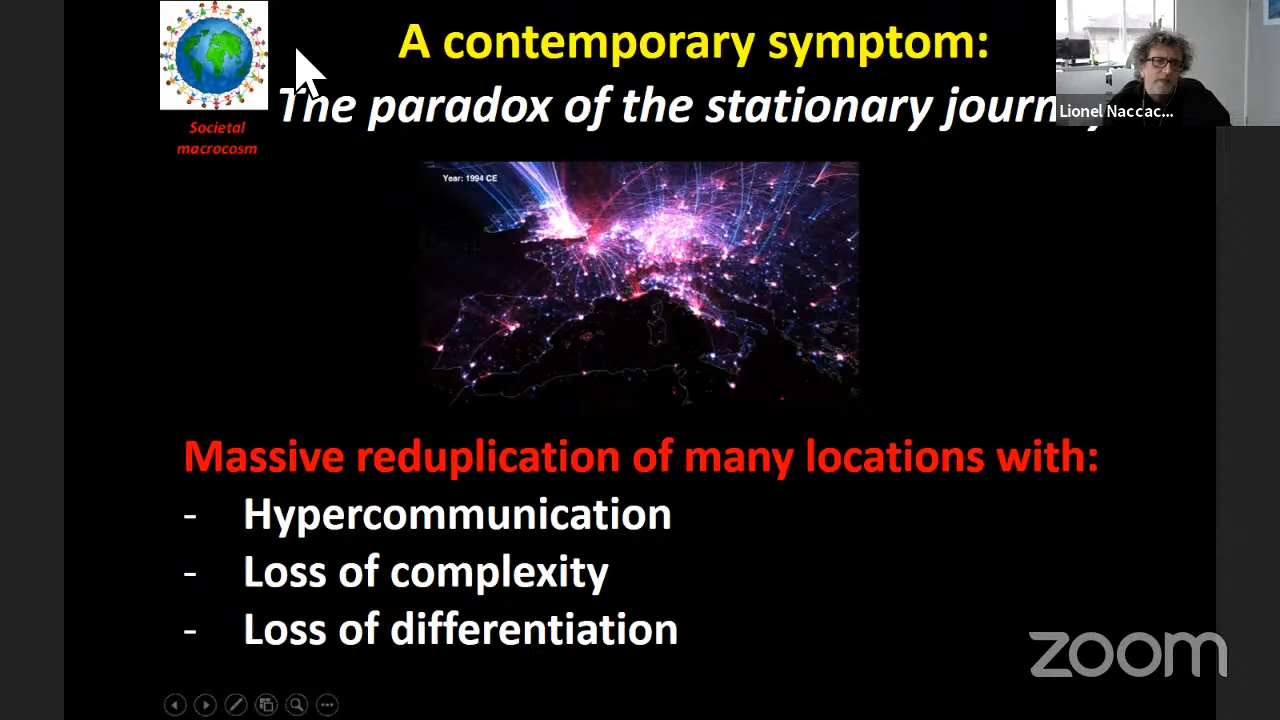 A contemporary symptom:
The paradox of the stationary journ
Lionel Naccac...
Societal
macrocosm
Year: 1994 CE
Massive reduplication of many locations with:
- Hypercommunication
- Loss of complexity
- Loss of differentiation
zoom